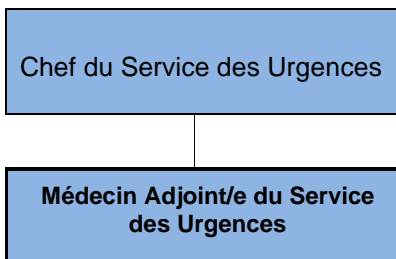 Chef du Service des Urgences
Médecin Adjoint/e du Service
des Urgences